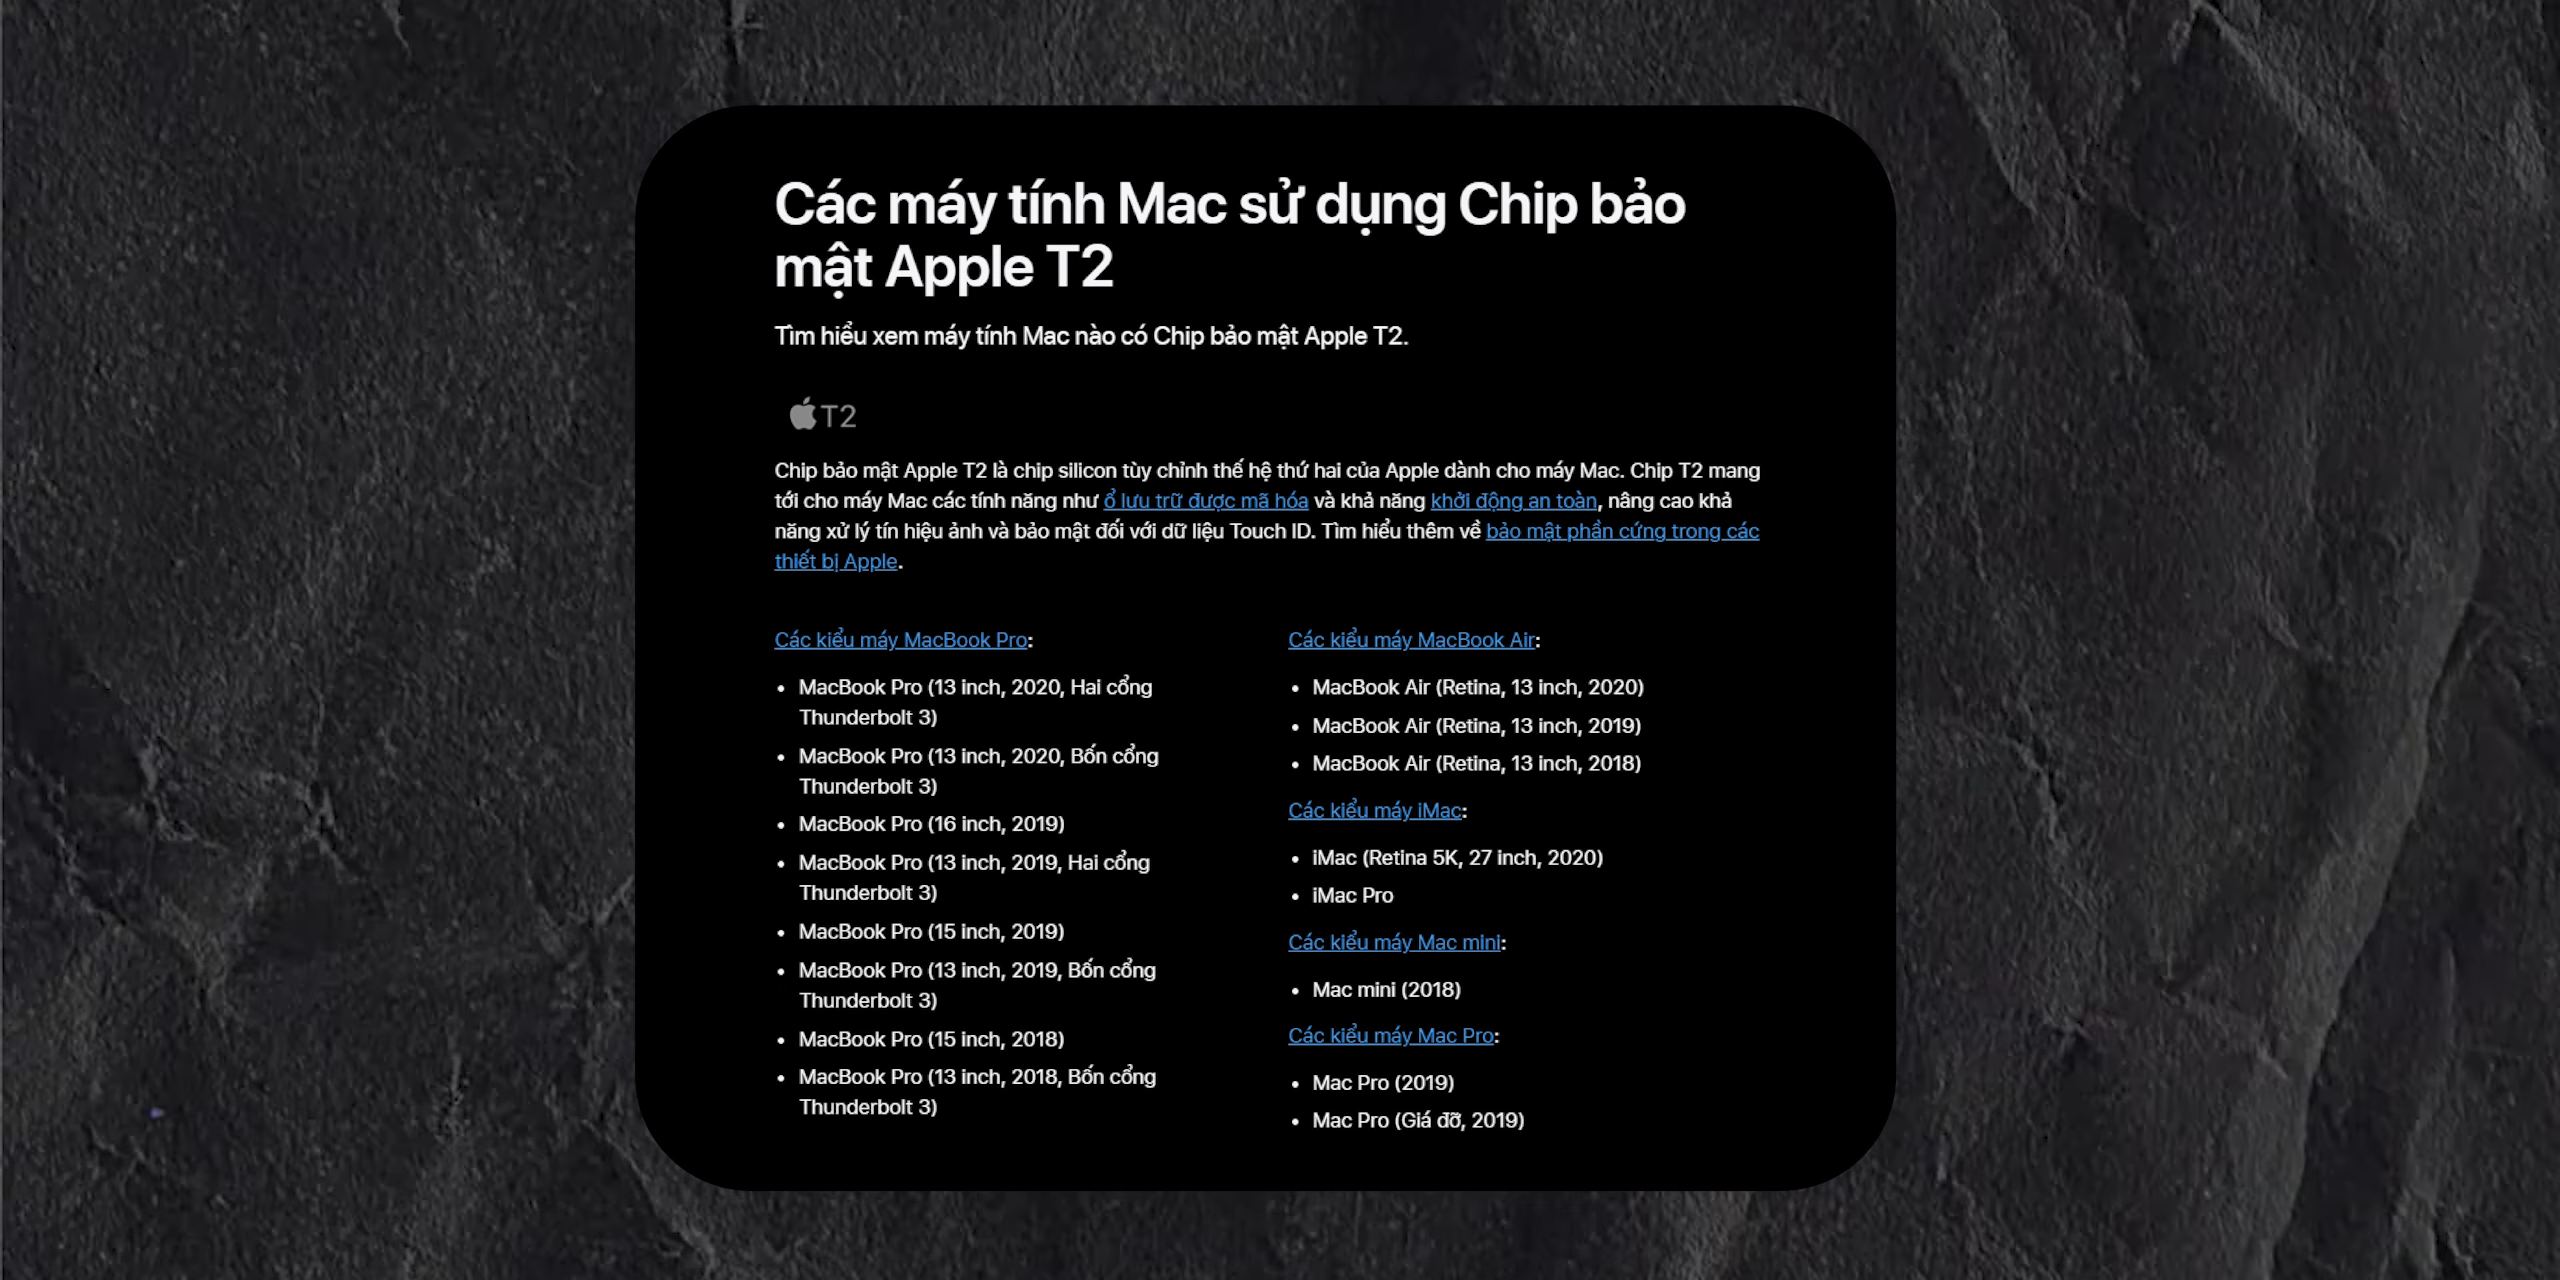 Các máy tính Mac sử dụng Chip bảo
mật Apple T2
Tìm hiểu xem máy tính Mac nào có Chip bảo mật Apple T2.
T2
Chip bảo mật Apple T2 là chip silicon tùy chỉnh thế hệ thứ hai của Apple dành cho máy Mac. Chip T2 mang
tới cho máy Mac các tính năng như ổ lưu trữ được mã hóa và khả năng khởi động an toàn, nâng cao khả
năng xử lý tín hiệu ảnh và bảo mật đối với dữ liệu Touch ID. Tìm hiểu thêm về bảo mật phần cứng trong các
thiết bị Apple.
Các kiểu máy MacBook Pro:
• MacBook Pro (13 inch, 2020, Hai cổng
Thunderbolt 3)
• MacBook Pro (13 inch, 2020, Bốn cổng
Thunderbolt 3)
• MacBook Pro (16 inch, 2019)
• MacBook Pro (13 inch, 2019, Hai cổng
Thunderbolt 3)
• MacBook Pro (15 inch, 2019)
• MacBook Pro (13 inch, 2019, Bốn cổng
Thunderbolt 3)
• MacBook Pro (15 inch, 2018)
• MacBook Pro (13 inch, 2018, Bốn cổng
Thunderbolt 3)
Các kiểu máy MacBook Air:
• MacBook Air (Retina, 13 inch, 2020)
• MacBook Air (Retina, 13 inch, 2019)
• MacBook Air (Retina, 13 inch, 2018)
Các kiểu máy iMac:
• iMac (Retina 5K, 27 inch, 2020)
• iMac Pro
Các kiểu máy Mac mini:
• Mac mini (2018)
Các kiểu máy Mac Pro:
• Mac Pro (2019)
• Mac Pro (Giá đỡ, 2019)